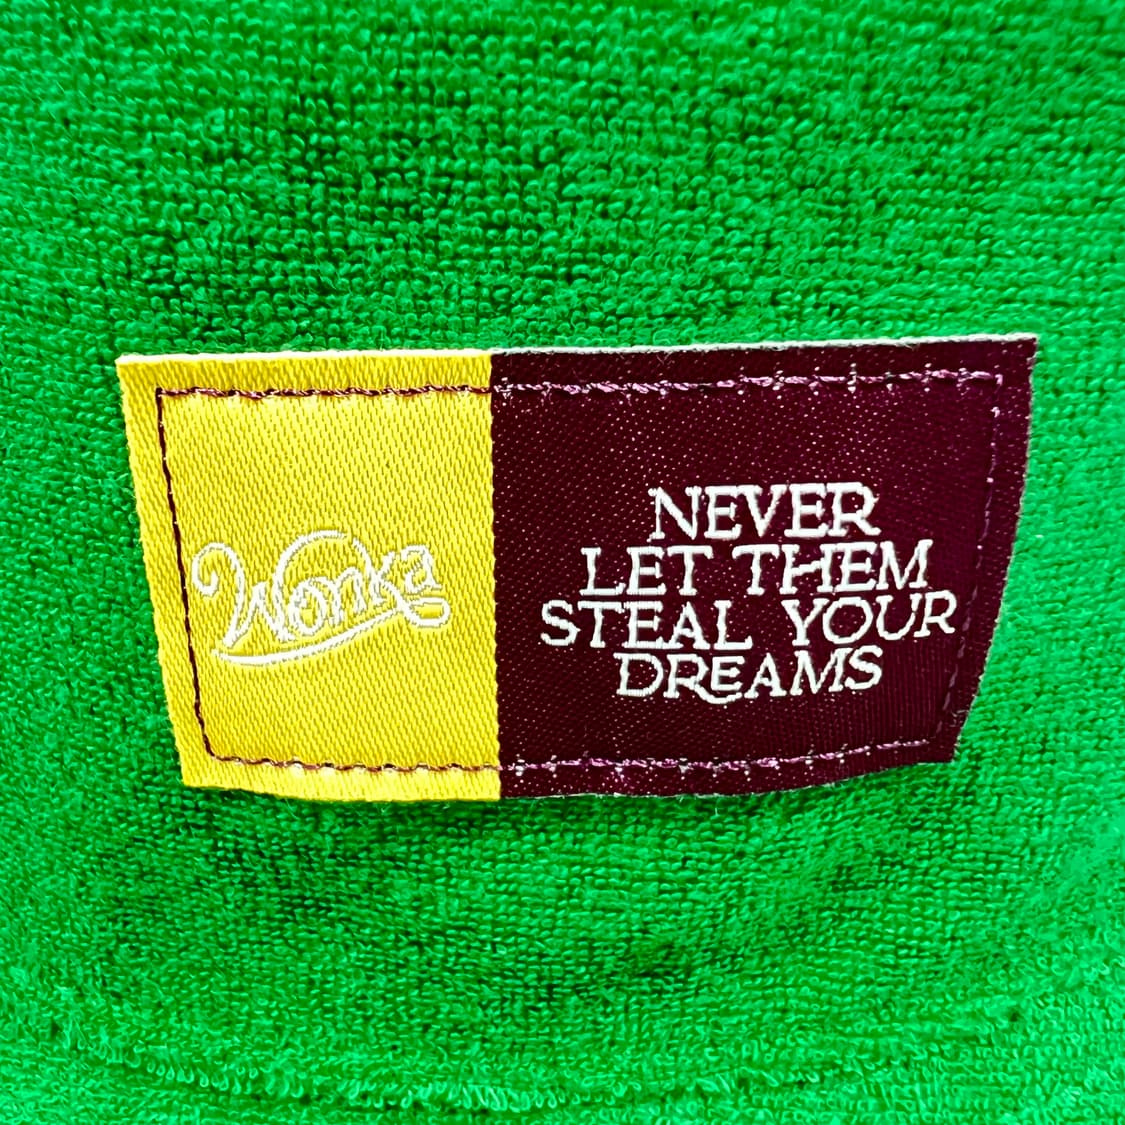 Wonka
NEVER
LET THEM
STEAL YOUR
DREAMS